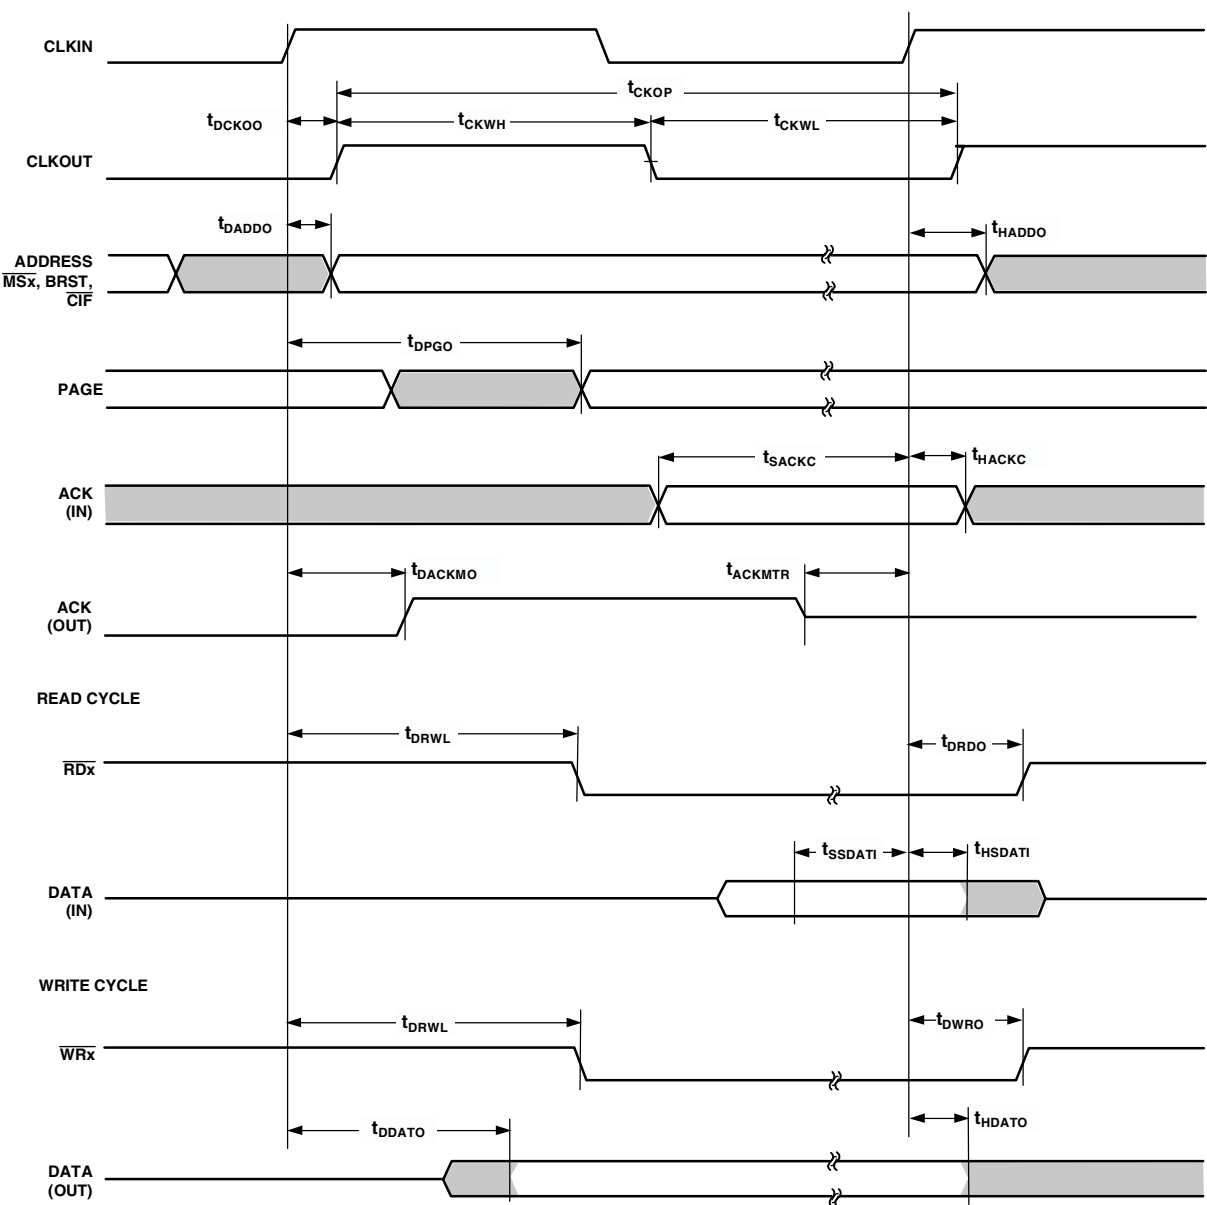 CLKIN
tCKOP
tDCKOO
tCKWH
tCKWL
CLKOUT
tDADDO
tHADDO
ADDRESS
MSx, BRST,
CIF
tDPGO
PAGE
tSACKC
tHACKC
ACK
(IN)
tDACKMO
tACKMTR
ACK
(OUT)
READ CYCLE
tDRWL
tDRDO
RDx
tSSDATI
tHSDATI
DATA
(IN)
WRITE CYCLE
tDRWL
tDWRO
WRx
tDDATO
tHDATO
DATA
(OUT)